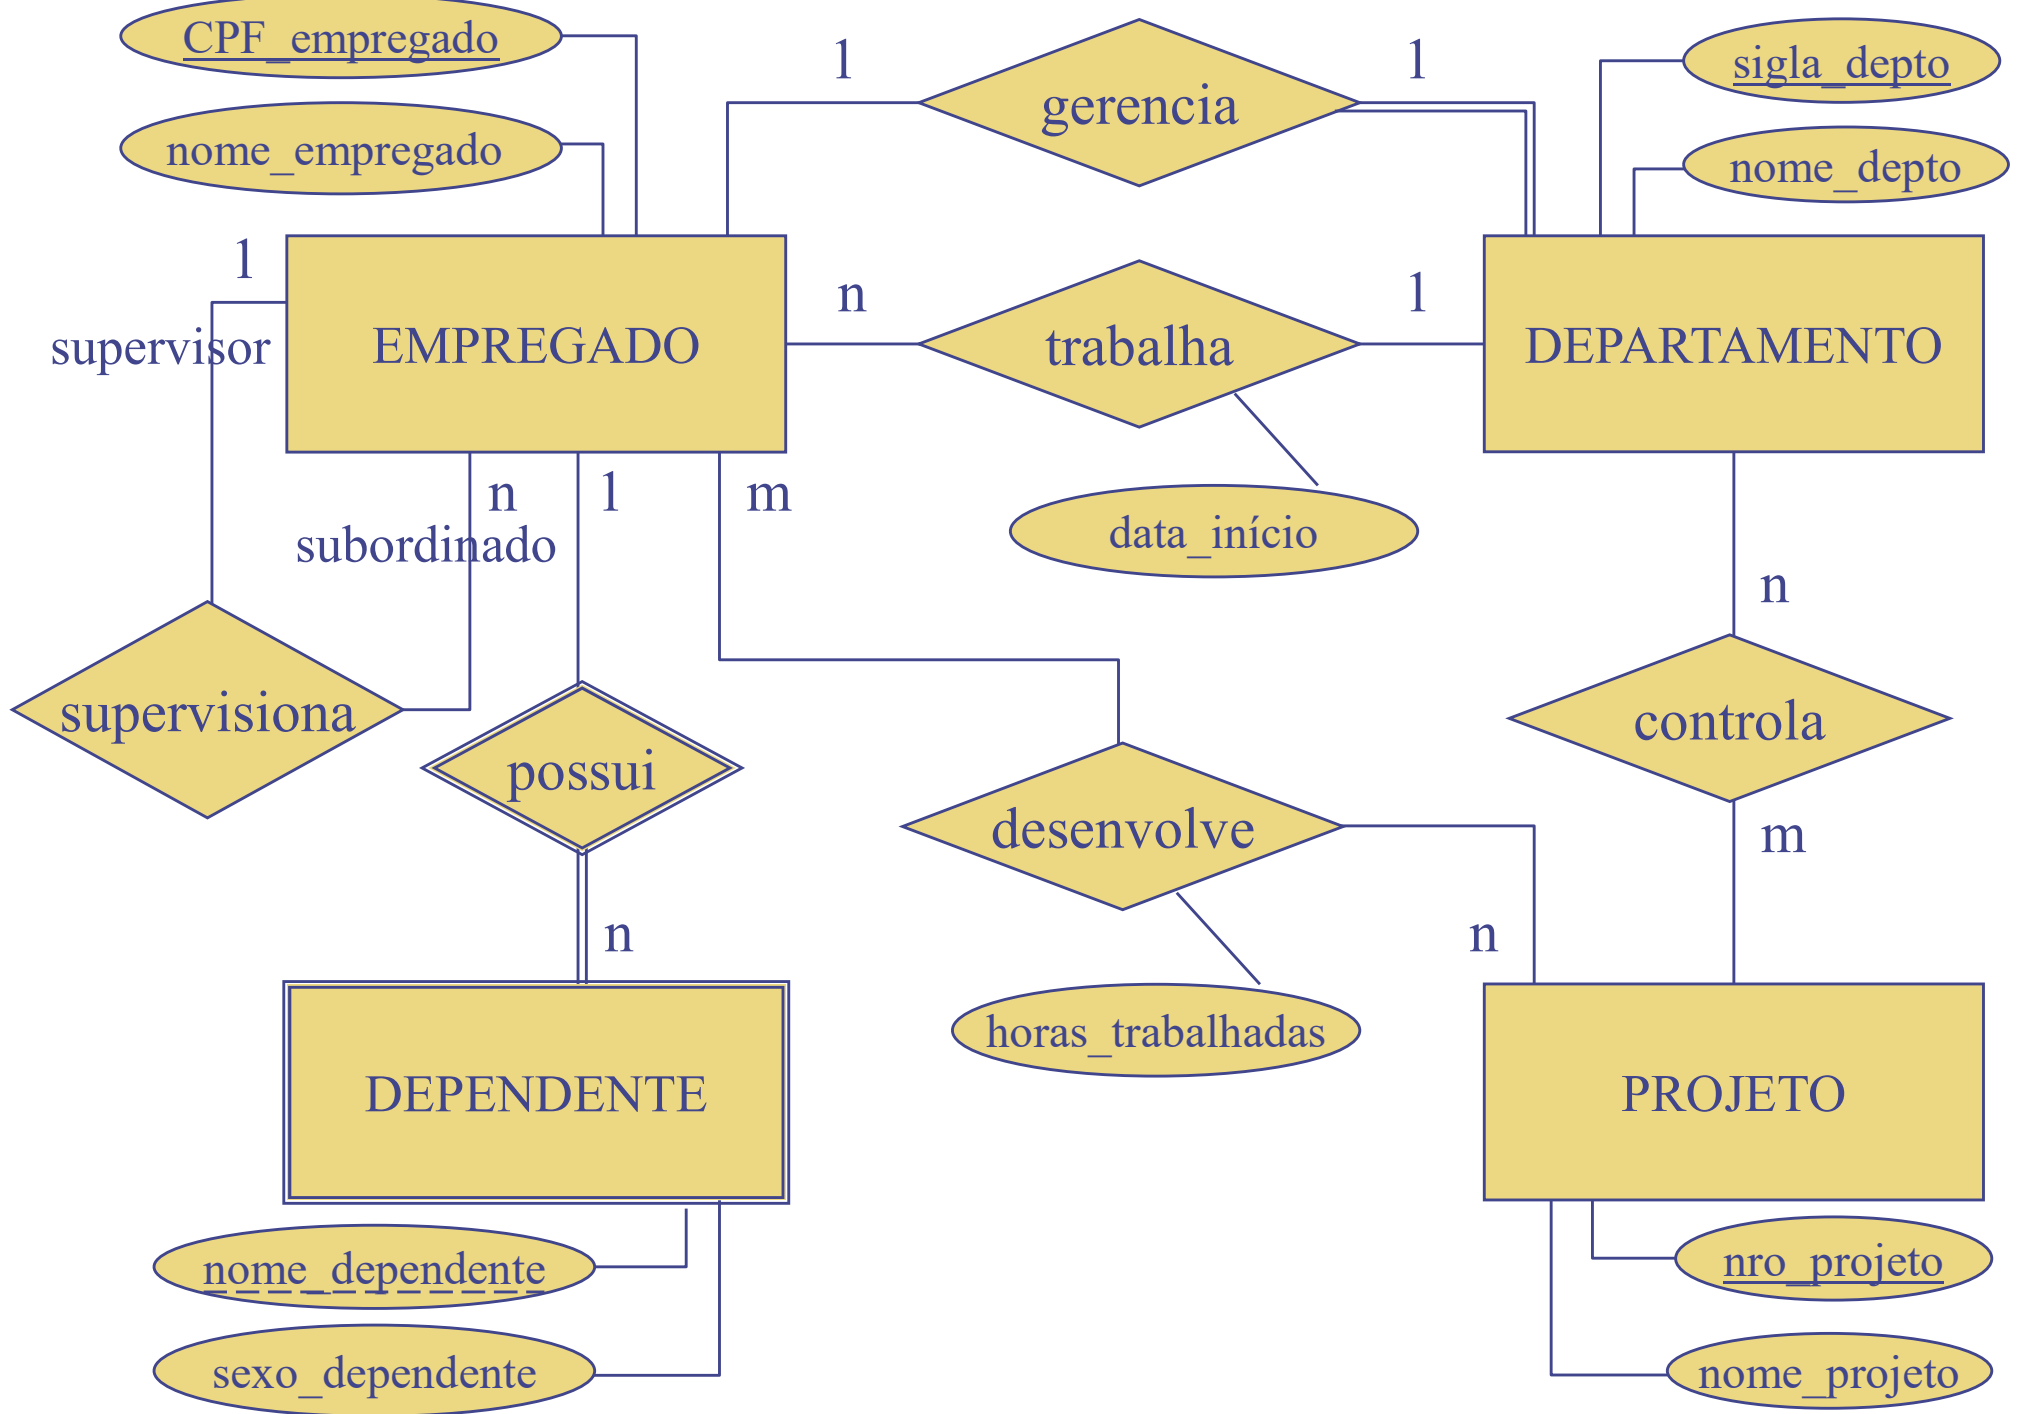 CPF_empregado
1
1
sigla_depto
gerencia
nome_empregado
nome_depto
1
n
1
supervisor
EMPREGADO
trabalha
DEPARTAMENTO
n
1
m
subordinado
data_início
n
supervisiona
controla
possui
desenvolve
m
n
n
horas_trabalhadas
DEPENDENTE
PROJETO
nome_dependente
nro_projeto
sexo_dependente
nome_projeto